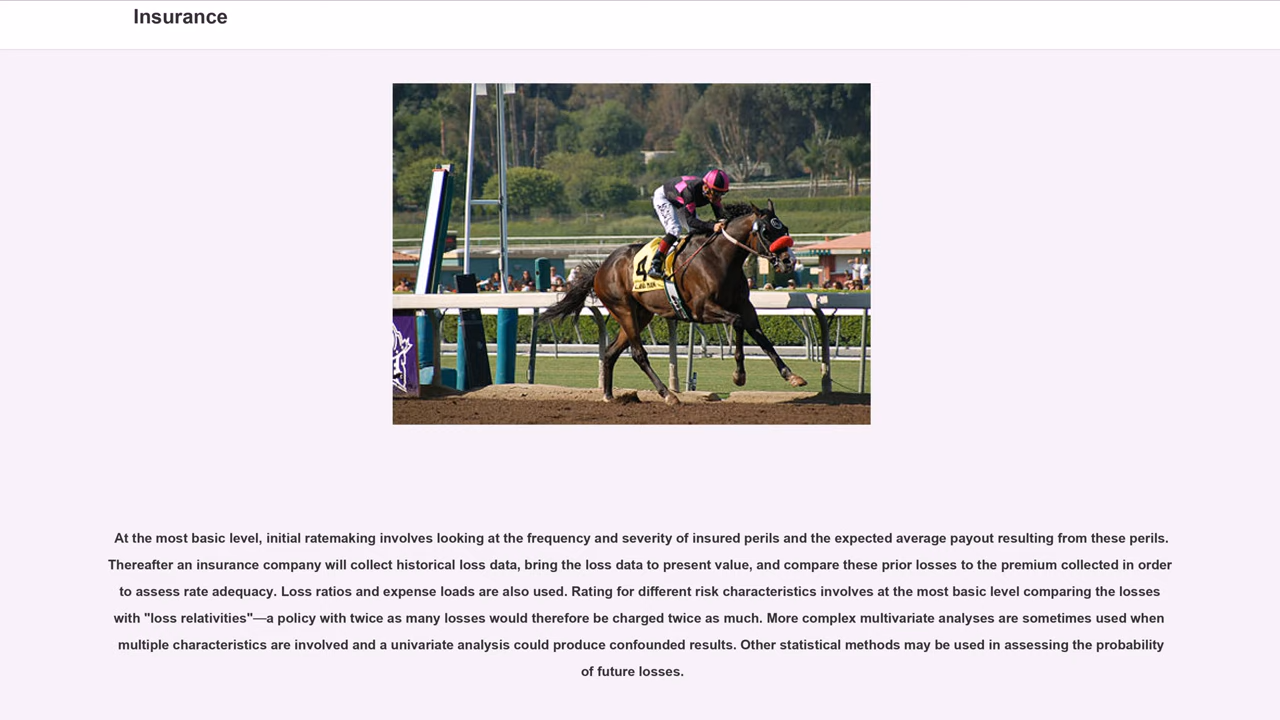 Insurance
4
At the most basic level, initial ratemaking involves looking at the frequency and severity of insured perils and the expected average payout resulting from these perils.
Thereafter an insurance company will collect historical loss data, bring the loss data to present value, and compare these prior losses to the premium collected in order
to assess rate adequacy. Loss ratios and expense loads are also used. Rating for different risk characteristics involves at the most basic level comparing the losses
with "loss relativities"—a policy with twice as many losses would therefore be charged twice as much. More complex multivariate analyses are sometimes used when
multiple characteristics are involved and a univariate analysis could produce confounded results. Other statistical methods may be used in assessing the probability
of future losses.